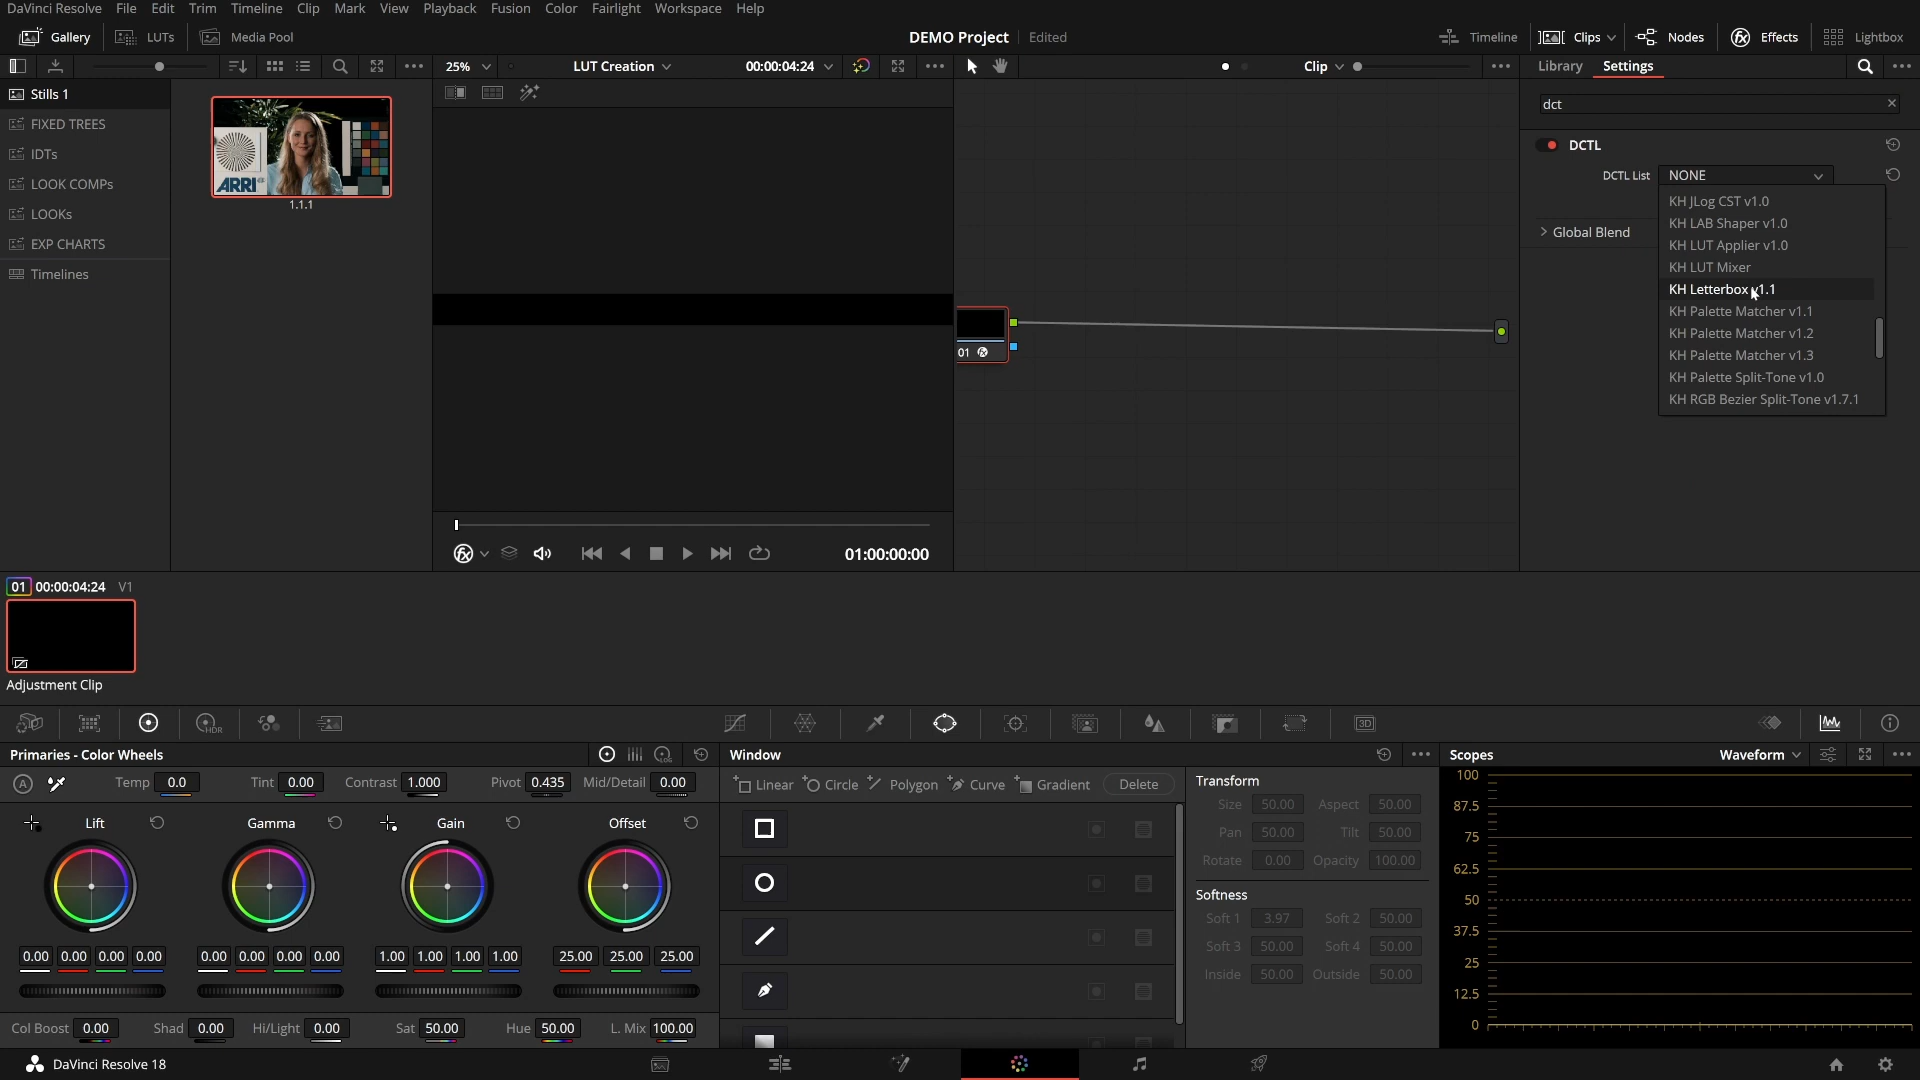 DaVinci Resolve File Edit Trim Timeline Clip Mark View Playback Fusion Color Fairlight Workspace Help
Gallery LUTs Media Pool DEMO Project Edited Timeline Clips Nodes Effects Lightbox
25% LUT Creation 00:00:04:24 Clip Library Settings
Stills 1
FIXED TREES
IDTs
LOOK COMPs
LOOKs
EXP CHARTS
Timelines
ARRI
1.1.1
01
dct
DCTL
DCTL List NONE
Global Blend
KH JLog CST v1.0
KH LAB Shaper v1.0
KH LUT Applier v1.0
KH LUT Mixer
KH Letterbox v1.1
KH Palette Matcher v1.1
KH Palette Matcher v1.2
KH Palette Matcher v1.3
KH Palette Split-Tone v1.0
KH RGB Bezier Split-Tone v1.7.1
01:00:00:00
01 00:00:04:24 V1
Adjustment Clip
HDR 3D
Primaries - Color Wheels LOG
A Temp 0.0 Tint 0.00 Contrast 1.000 Pivot 0.435 Mid/Detail 0.00
Lift Gamma Gain Offset
0.00 0.00 0.00 0.00 0.00 0.00 0.00 0.00 1.00 1.00 1.00 1.00 25.00 25.00 25.00
Col Boost 0.00 Shad 0.00 Hi/Light 0.00 Sat 50.00 Hue 50.00 L. Mix 100.00
Window
Linear Circle Polygon Curve Gradient Delete
Transform
Size 50.00 Aspect 50.00
Pan 50.00 Tilt 50.00
Rotate 0.00 Opacity 100.00
Softness
Soft 1 3.97 Soft 2 50.00
Soft 3 50.00 Soft 4 50.00
Inside 50.00 Outside 50.00
Scopes Waveform
100
87.5
75
62.5
50
37.5
25
12.5
0
DaVinci Resolve 18